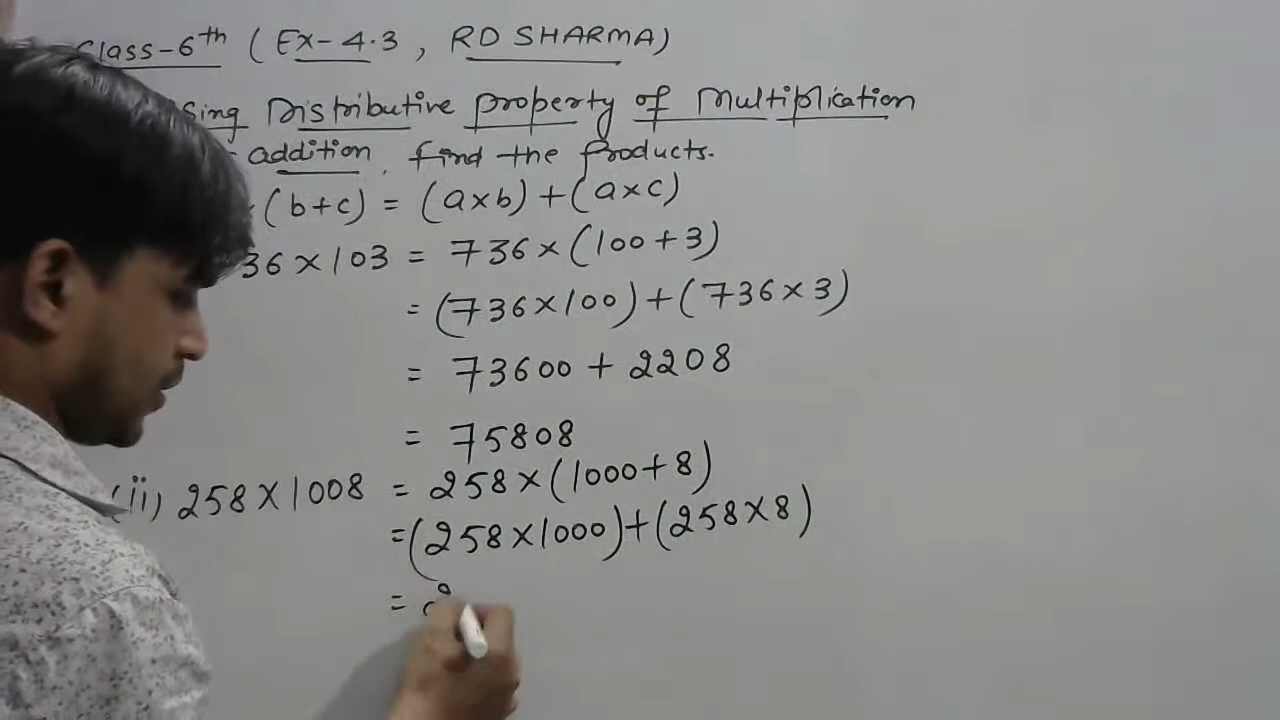 Class-6th (Ex-4.3, RD SHARMA)
Distributive property of Multiplication
addition, find the products.
(b+c) = (a×b)+(a×c)
36×103 = 736×(100+3)
= (736×100)+(736×3)
= 73600 + 2208
= 75808
(ii) 258×1008 = 258×(1000+8)
=(258×1000)+(258×8)
=